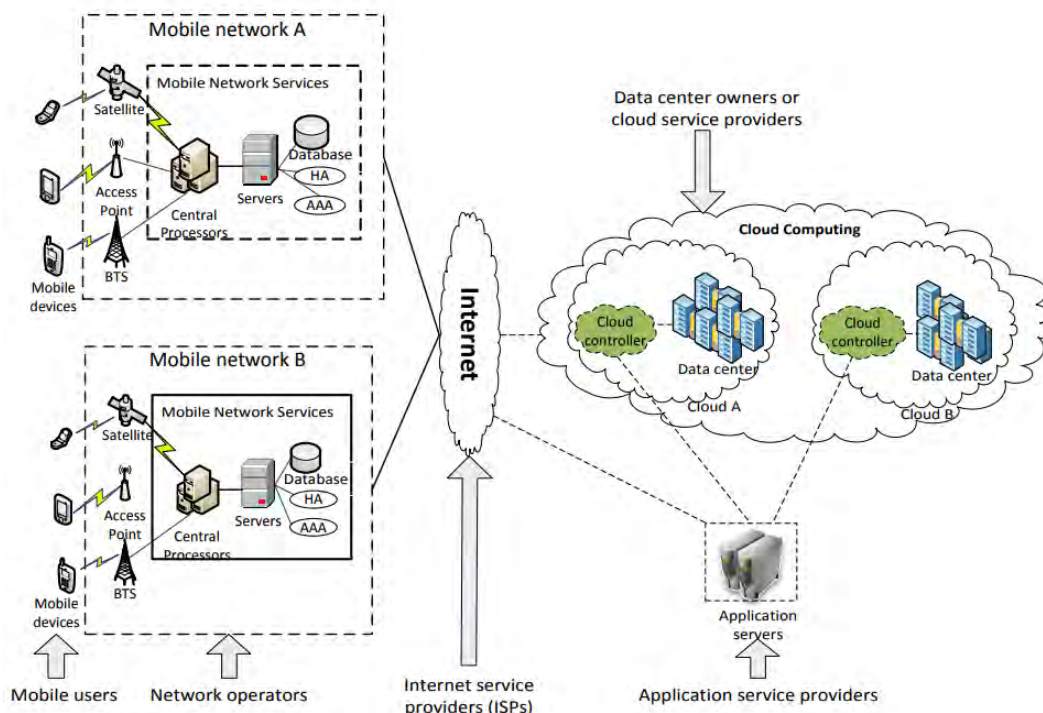 Mobile network A
Mobile Network Services
Satellite
Database
HA
AAA
Access
Point
Servers
Central
Processors
BTS
Mobile
devices
Mobile network B
Mobile Network Services
Satellite
Database
HA
AAA
Access
Point
Servers
Central
Processors
BTS
Mobile
devices
Mobile users
Network operators
Internet
Internet service
providers (ISPs)
Data center owners or
cloud service providers
Cloud Computing
Cloud
controller
Data center
Cloud A
Cloud
controller
Data center
Cloud B
Application
servers
Application service providers